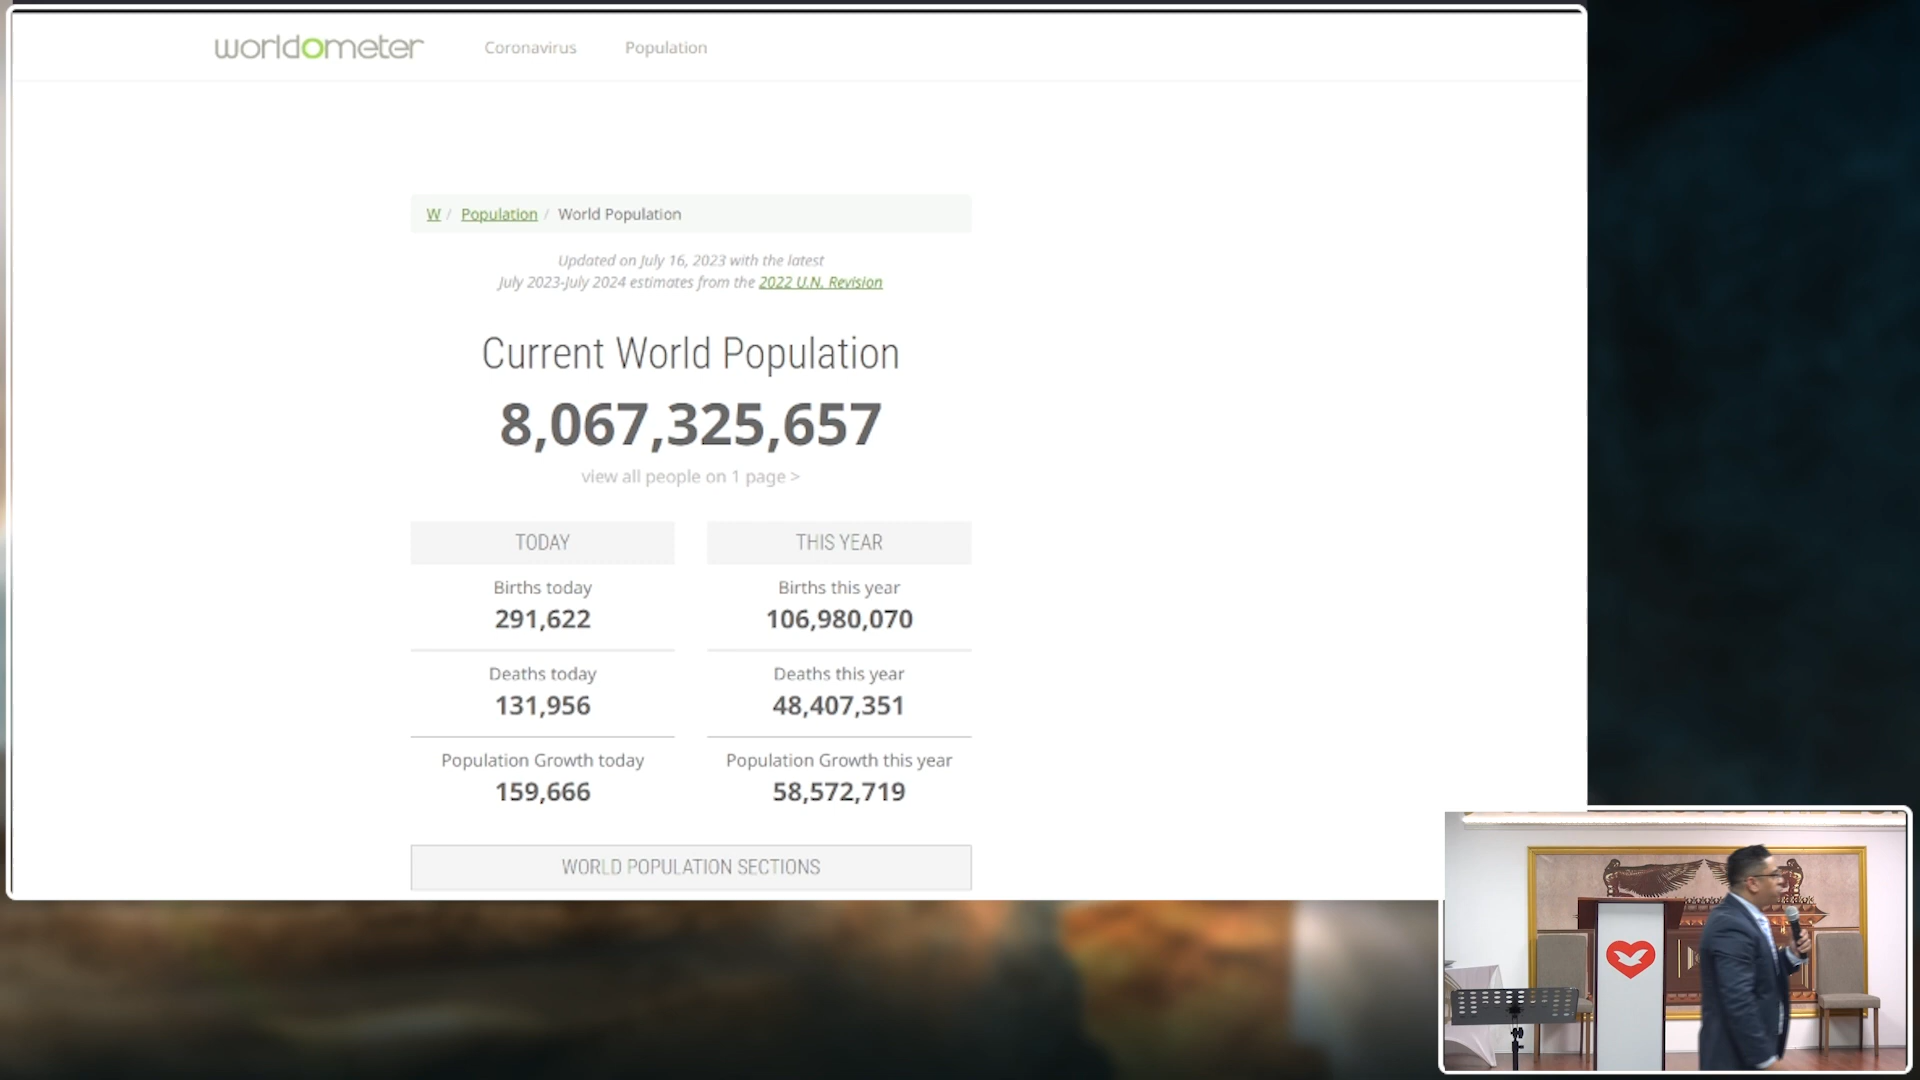 worldometer
Coronavirus
Population
W / Population / World Population
Updated on July 16, 2023 with the latest
July 2023-July 2024 estimates from the 2022 U.N. Revision
Current World Population
8,067,325,657
view all people on 1 page >
TODAY
Births today
291,622
Deaths today
131,956
Population Growth today
159,666
THIS YEAR
Births this year
106,980,070
Deaths this year
48,407,351
Population Growth this year
58,572,719
WORLD POPULATION SECTIONS